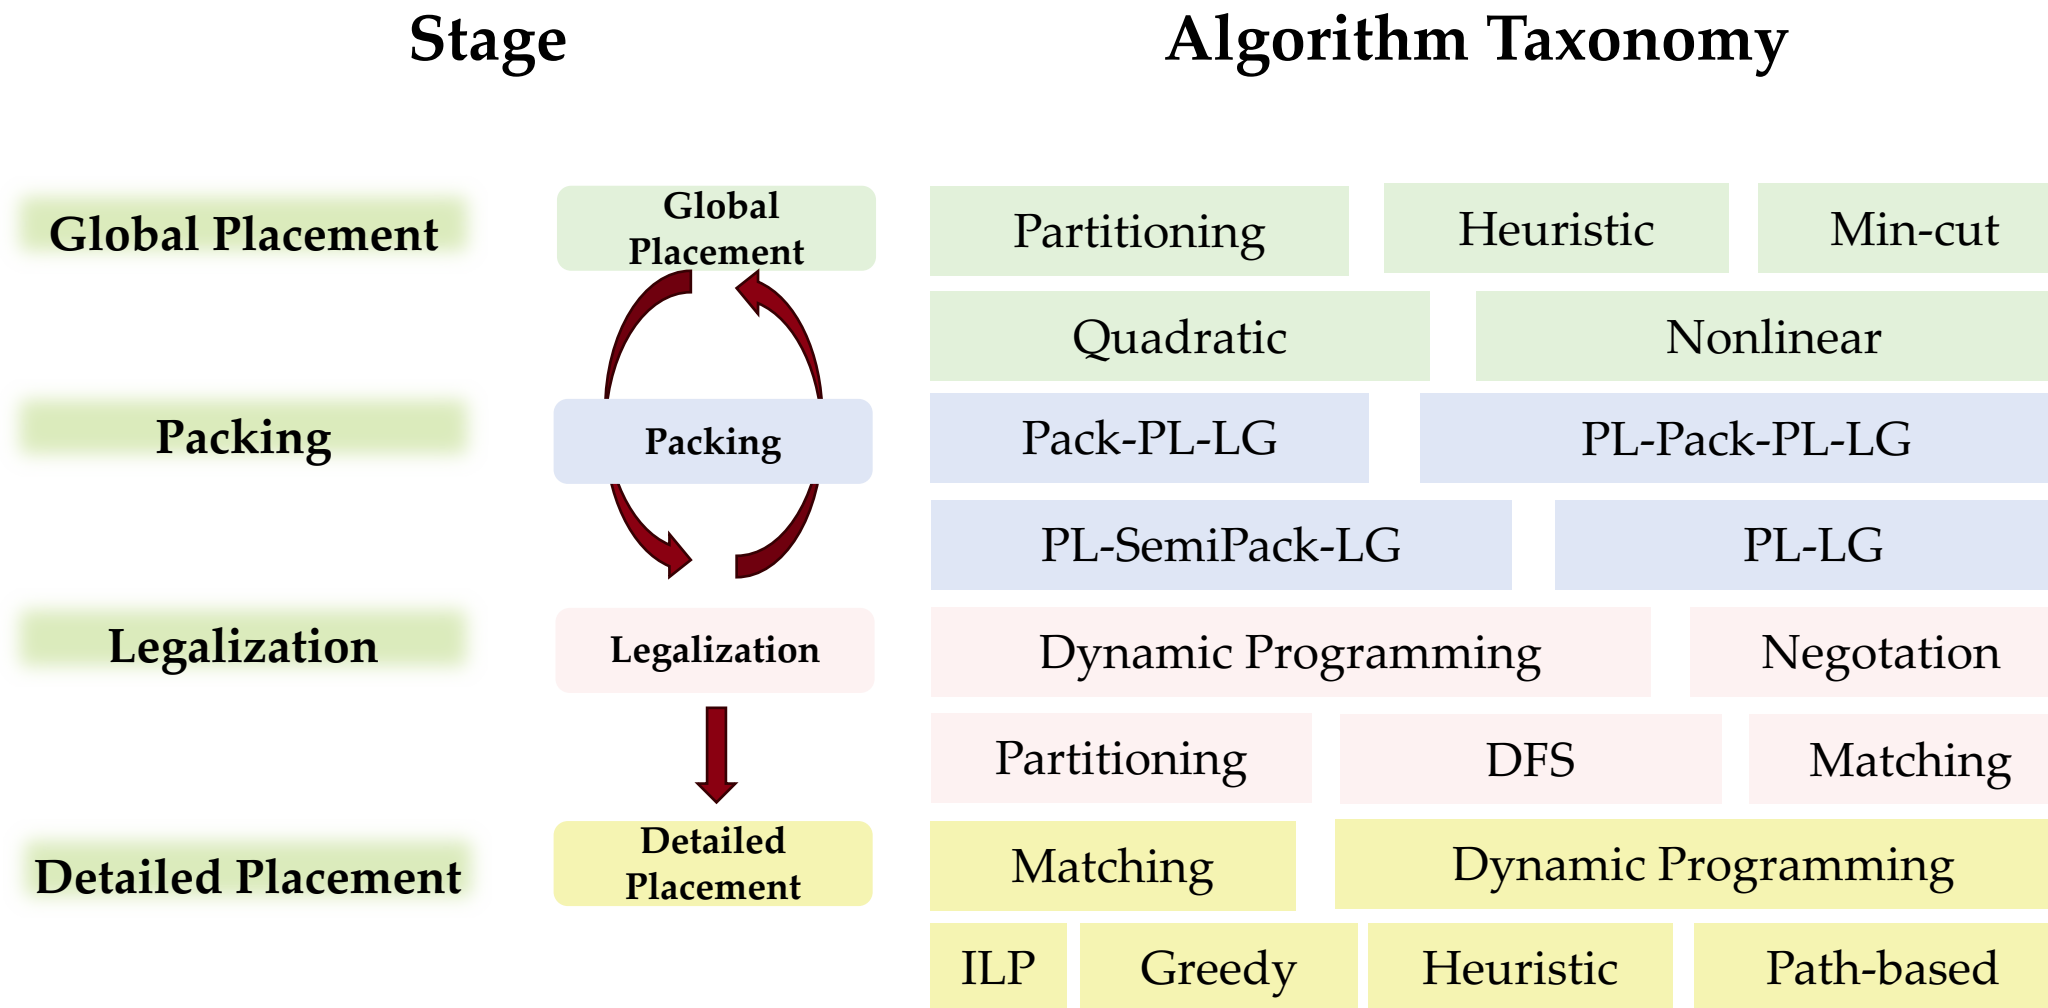 Stage
Algorithm Taxonomy
Global Placement
Global
Placement
Partitioning
Heuristic
Min-cut
Quadratic
Nonlinear
Packing
Packing
Pack-PL-LG
PL-Pack-PL-LG
PL-SemiPack-LG
PL-LG
Legalization
Legalization
Dynamic Programming
Negotation
Partitioning
DFS
Matching
Detailed Placement
Detailed
Placement
Matching
Dynamic Programming
ILP
Greedy
Heuristic
Path-based